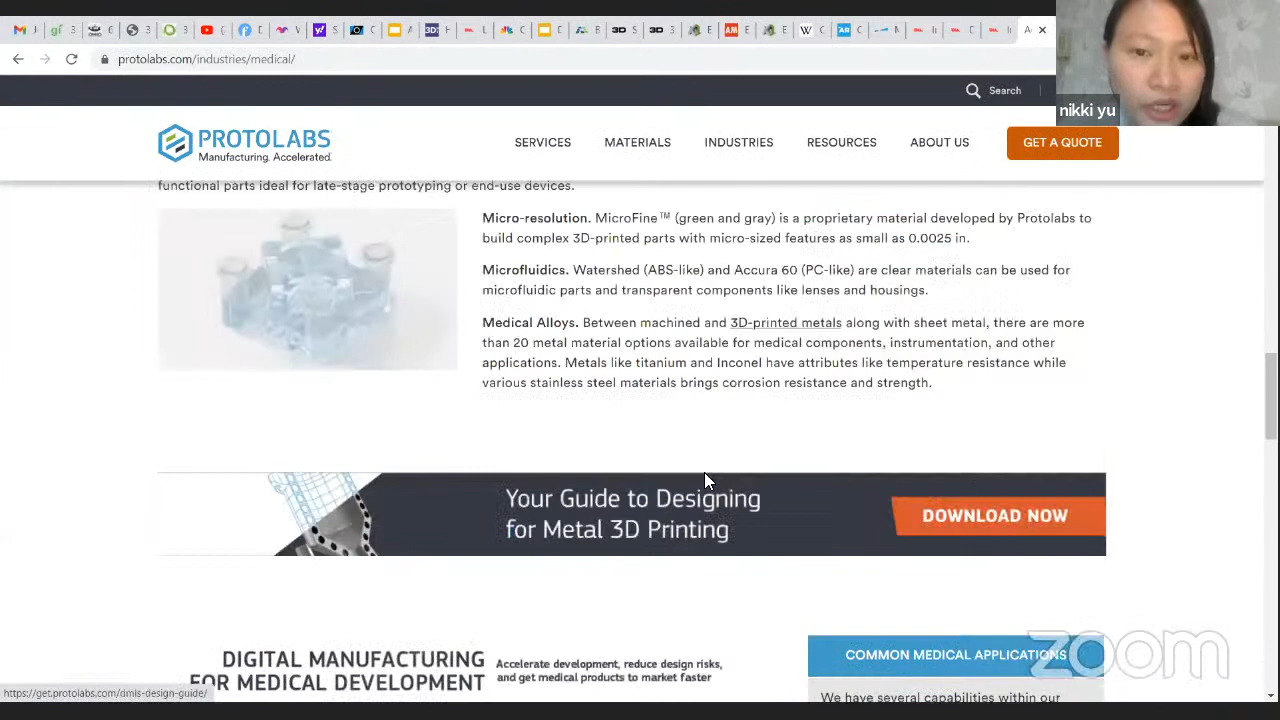 protolabs.com/industries/medical/
nikki yu
Search
PROTOLABS
Manufacturing. Accelerated.
SERVICES MATERIALS INDUSTRIES RESOURCES ABOUT US GET A QUOTE
functional parts ideal for late-stage prototyping or end-use devices.
Micro-resolution. MicroFine™ (green and gray) is a proprietary material developed by Protolabs to
build complex 3D-printed parts with micro-sized features as small as 0.0025 in.
Microfluidics. Watershed (ABS-like) and Accura 60 (PC-like) are clear materials can be used for
microfluidic parts and transparent components like lenses and housings.
Medical Alloys. Between machined and 3D-printed metals along with sheet metal, there are more
than 20 metal material options available for medical components, instrumentation, and other
applications. Metals like titanium and Inconel have attributes like temperature resistance while
various stainless steel materials brings corrosion resistance and strength.
Your Guide to Designing
for Metal 3D Printing
DOWNLOAD NOW
DIGITAL MANUFACTURING
FOR MEDICAL DEVELOPMENT
Accelerate development, reduce design risks,
and get medical products to market faster
COMMON MEDICAL APPLICATIONS
We have several capabilities within our
zoom
https://get.protolabs.com/dmls-design-guide/